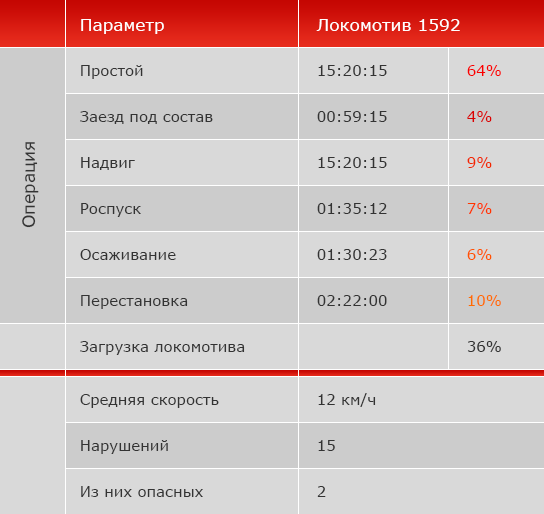 Параметр Локомотив 1592
Операция
Простой 15:20:15 64%
Заезд под состав 00:59:15 4%
Надвиг 15:20:15 9%
Роспуск 01:35:12 7%
Осаживание 01:30:23 6%
Перестановка 02:22:00 10%
Загрузка локомотива 36%
Средняя скорость 12 км/ч
Нарушений 15
Из них опасных 2